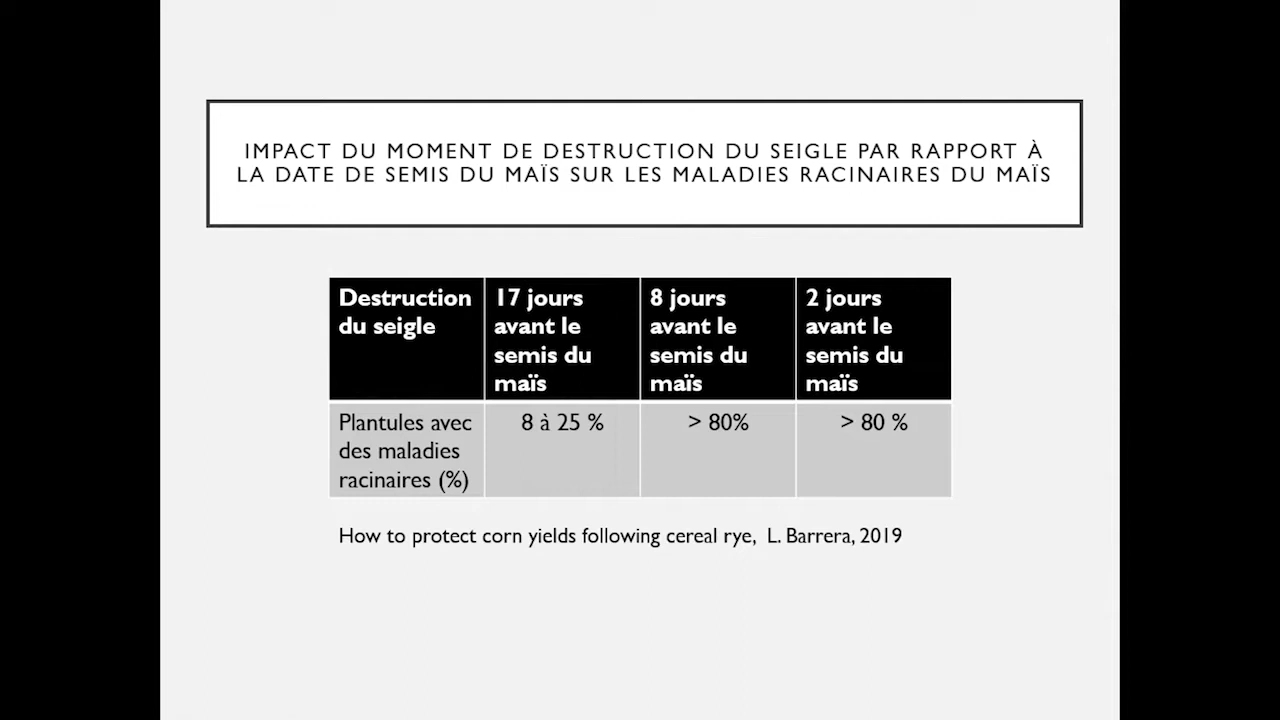 IMPACT DU MOMENT DE DESTRUCTION DU SEIGLE PAR RAPPORT À
LA DATE DE SEMIS DU MAÏS SUR LES MALADIES RACINAIRES DU MAÏS
Destruction
du seigle
17 jours
avant le
semis du
maïs
8 jours
avant le
semis du
maïs
2 jours
avant le
semis du
maïs
Plantules avec
des maladies
racinaires (%)
8 à 25 %
> 80%
> 80 %
How to protect corn yields following cereal rye, L. Barrera, 2019